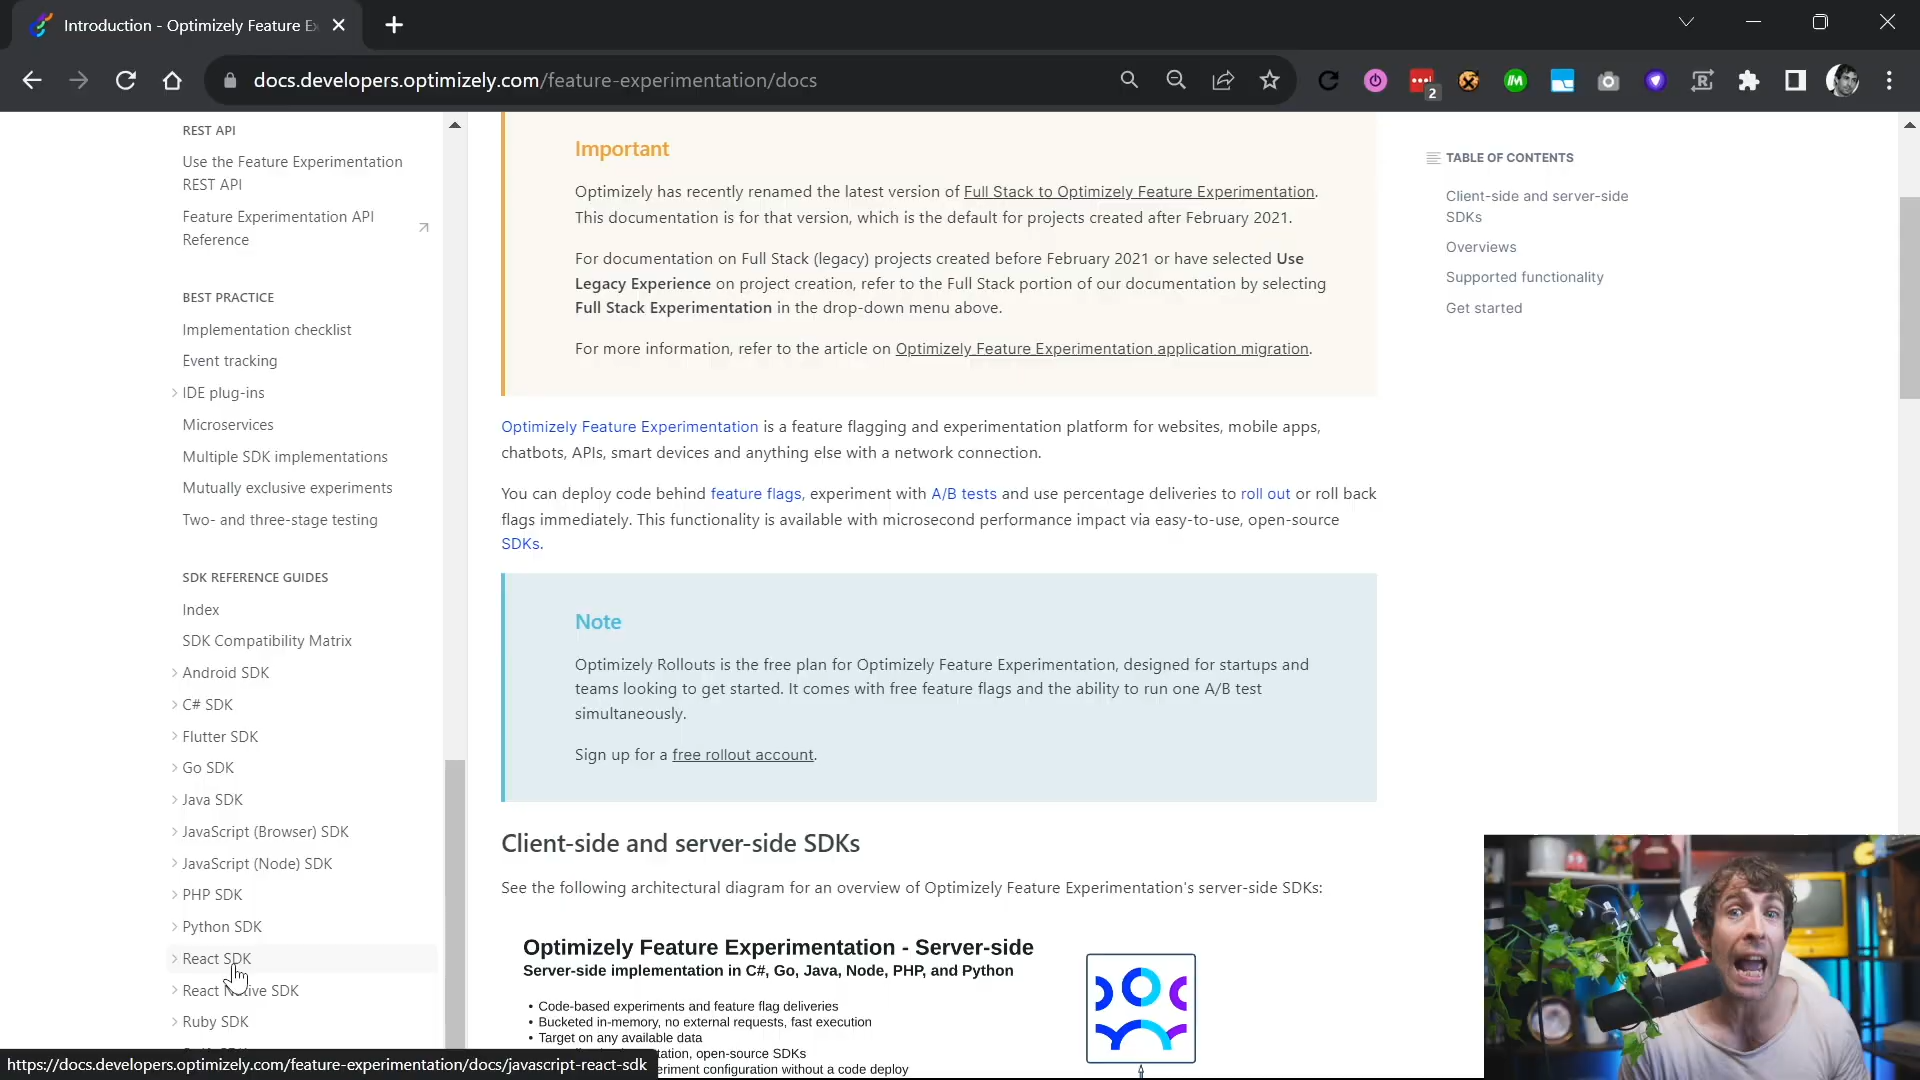 Introduction - Optimizely Feature E
docs.developers.optimizely.com/feature-experimentation/docs
2
REST API
Use the Feature Experimentation
REST API
Feature Experimentation API
Reference
BEST PRACTICE
Implementation checklist
Event tracking
IDE plug-ins
Microservices
Multiple SDK implementations
Mutually exclusive experiments
Two- and three-stage testing
SDK REFERENCE GUIDES
Index
SDK Compatibility Matrix
Android SDK
C# SDK
Flutter SDK
Go SDK
Java SDK
JavaScript (Browser) SDK
JavaScript (Node) SDK
PHP SDK
Python SDK
React SDK
React Native SDK
Ruby SDK
https://docs.developers.optimizely.com/feature-experimentation/docs/javascript-react-sdk
Important
Optimizely has recently renamed the latest version of Full Stack to Optimizely Feature Experimentation.
This documentation is for that version, which is the default for projects created after February 2021.
For documentation on Full Stack (legacy) projects created before February 2021 or have selected Use
Legacy Experience on project creation, refer to the Full Stack portion of our documentation by selecting
Full Stack Experimentation in the drop-down menu above.
For more information, refer to the article on Optimizely Feature Experimentation application migration.
Optimizely Feature Experimentation is a feature flagging and experimentation platform for websites, mobile apps,
chatbots, APIs, smart devices and anything else with a network connection.
You can deploy code behind feature flags, experiment with A/B tests and use percentage deliveries to roll out or roll back
flags immediately. This functionality is available with microsecond performance impact via easy-to-use, open-source
SDKs.
Note
Optimizely Rollouts is the free plan for Optimizely Feature Experimentation, designed for startups and
teams looking to get started. It comes with free feature flags and the ability to run one A/B test
simultaneously.
Sign up for a free rollout account.
Client-side and server-side SDKs
See the following architectural diagram for an overview of Optimizely Feature Experimentation's server-side SDKs:
Optimizely Feature Experimentation - Server-side
Server-side implementation in C#, Go, Java, Node, PHP, and Python
• Code-based experiments and feature flag deliveries
• Bucketed in-memory, no external requests, fast execution
• Target on any available data
tation, open-source SDKs
eriment configuration without a code deploy
TABLE OF CONTENTS
Client-side and server-side
SDKs
Overviews
Supported functionality
Get started